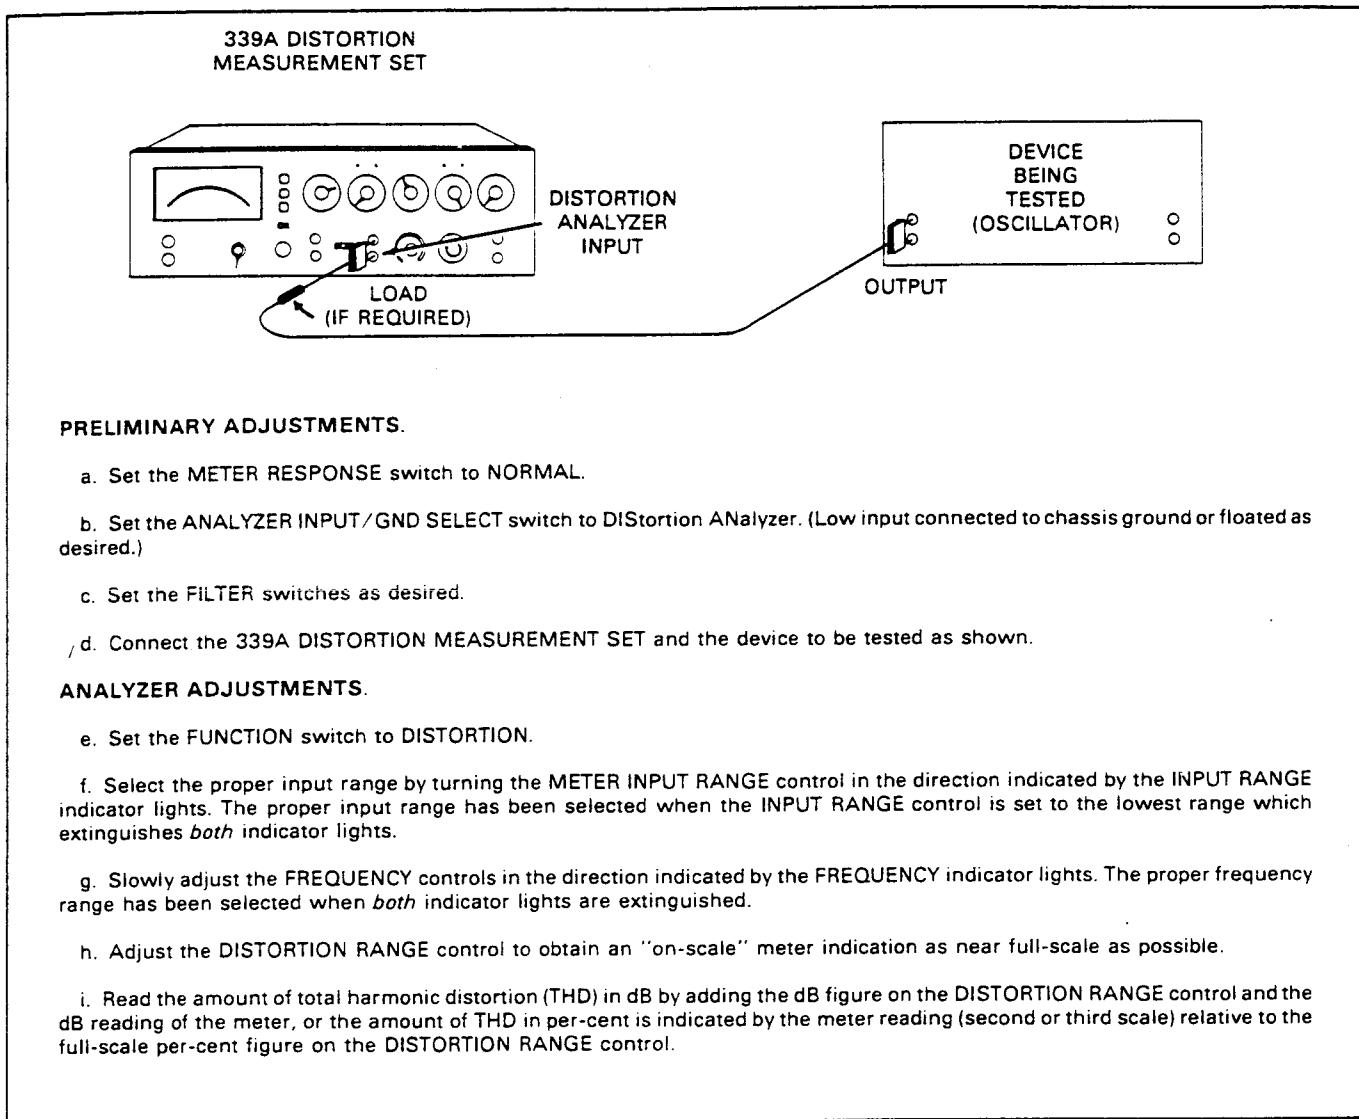 339A DISTORTION
MEASUREMENT SET
DISTORTION
ANALYZER
INPUT
LOAD
(IF REQUIRED)
DEVICE
BEING
TESTED
(OSCILLATOR)
OUTPUT
PRELIMINARY ADJUSTMENTS.
a. Set the METER RESPONSE switch to NORMAL.
b. Set the ANALYZER INPUT/GND SELECT switch to DIStortion ANalyzer. (Low input connected to chassis ground or floated as
desired.)
c. Set the FILTER switches as desired.
d. Connect the 339A DISTORTION MEASUREMENT SET and the device to be tested as shown.
ANALYZER ADJUSTMENTS.
e. Set the FUNCTION switch to DISTORTION.
f. Select the proper input range by turning the METER INPUT RANGE control in the direction indicated by the INPUT RANGE
indicator lights. The proper input range has been selected when the INPUT RANGE control is set to the lowest range which
extinguishes both indicator lights.
g. Slowly adjust the FREQUENCY controls in the direction indicated by the FREQUENCY indicator lights. The proper frequency
range has been selected when both indicator lights are extinguished.
h. Adjust the DISTORTION RANGE control to obtain an "on-scale" meter indication as near full-scale as possible.
i. Read the amount of total harmonic distortion (THD) in dB by adding the dB figure on the DISTORTION RANGE control and the
dB reading of the meter, or the amount of THD in per-cent is indicated by the meter reading (second or third scale) relative to the
full-scale per-cent figure on the DISTORTION RANGE control.